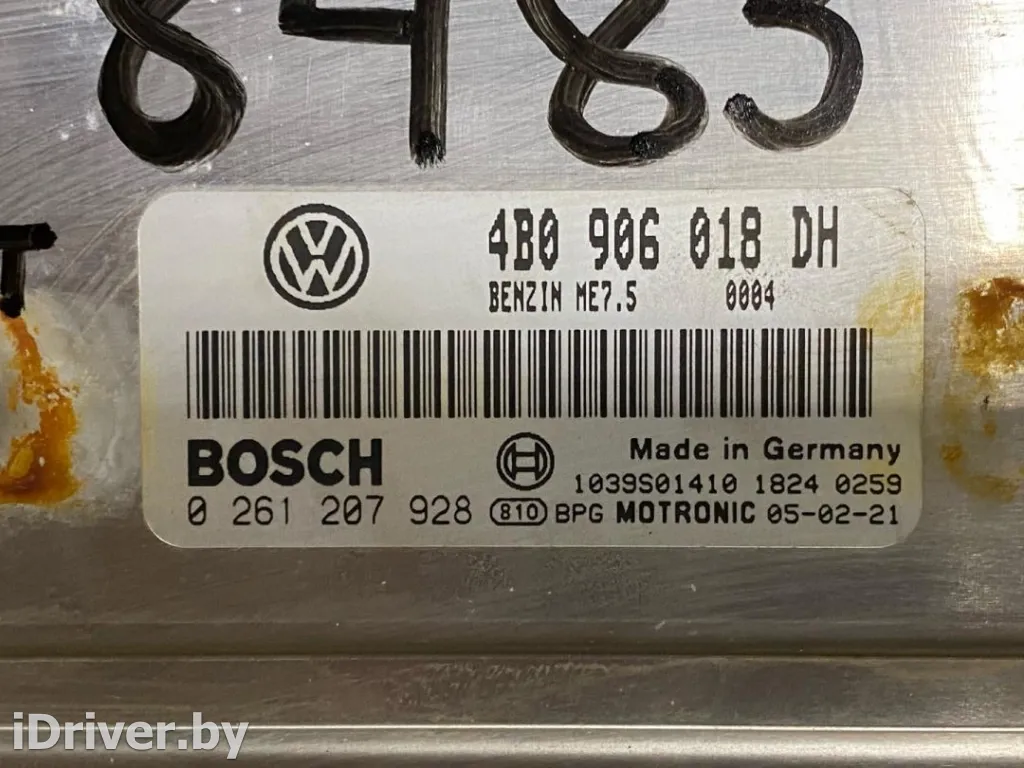 8483
T
4B0 906 018 DH
BENZIN ME7.5 0004
BOSCH
Made in Germany
1039S01410 1824 0259
0 261 207 928 810 BPG MOTRONIC 05-02-21
iDriver.by